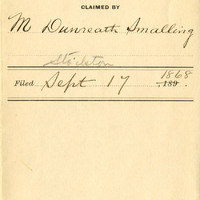 CLAIMED BY
M Dunreath Smalling
Stockton
Filed Sept 17 1868
189 .